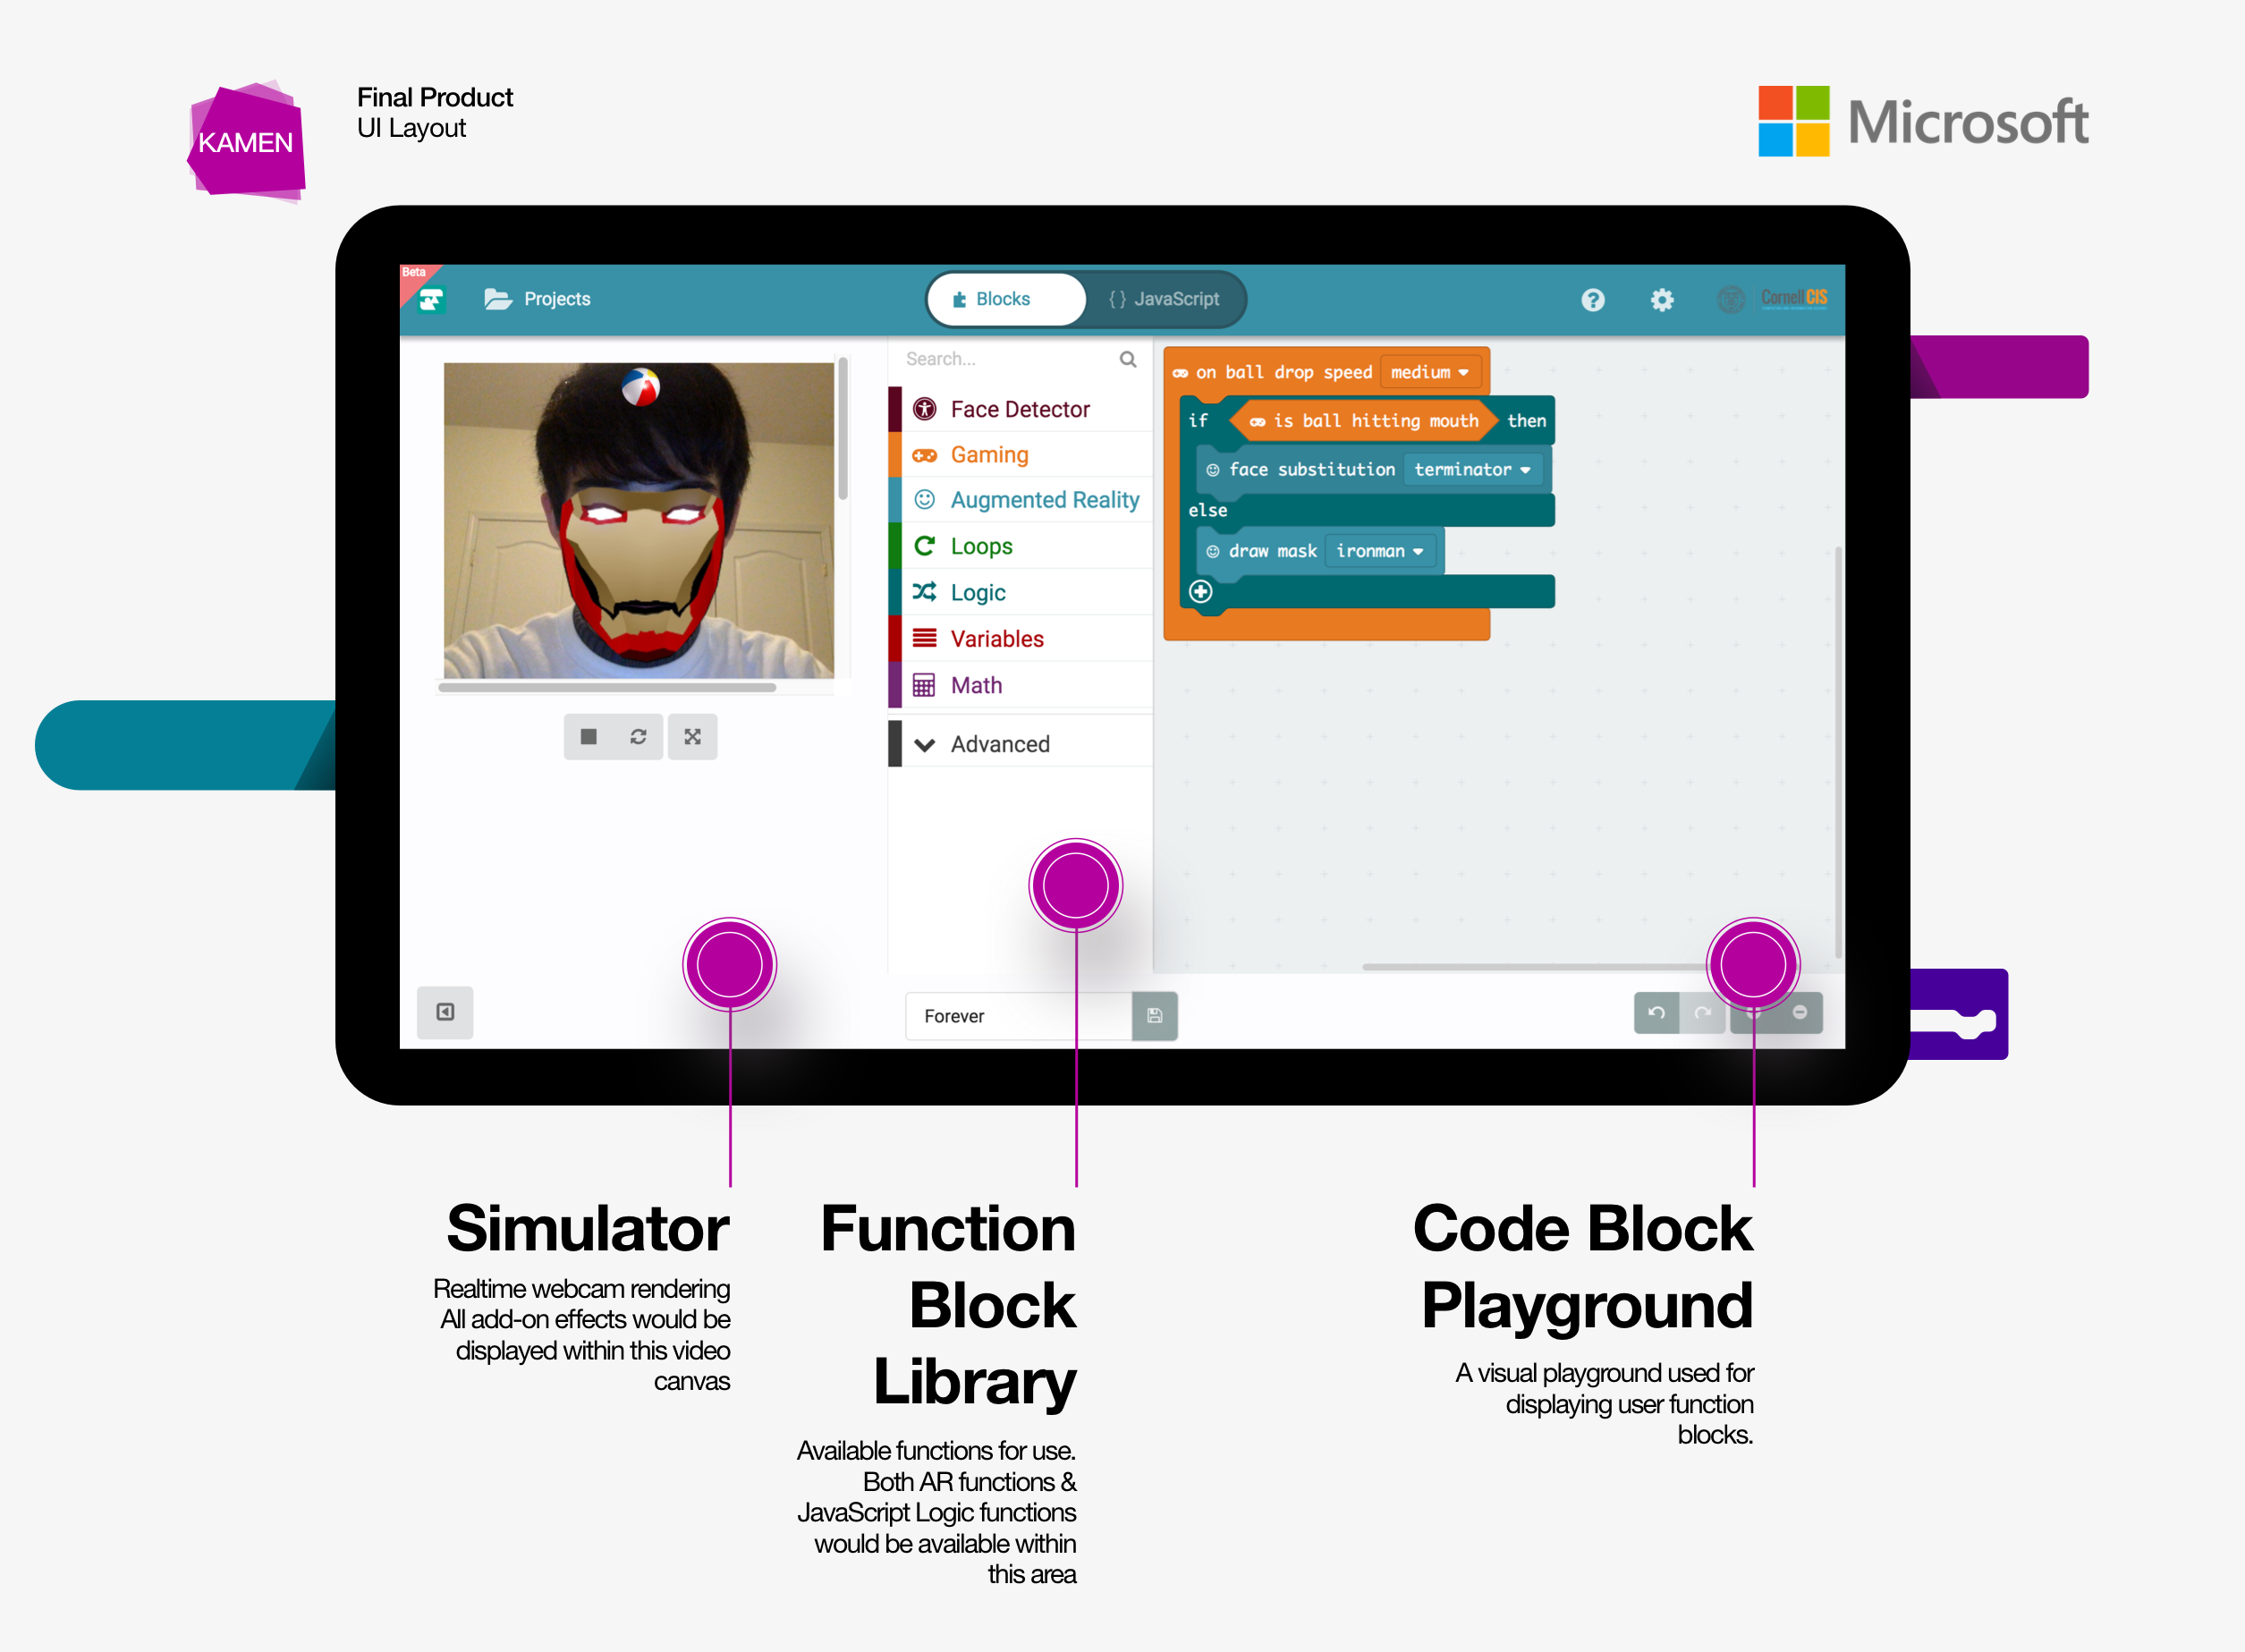 KAMEN
Final Product
UI Layout
Microsoft
Beta
Projects
Blocks
{} JavaScript
Cornell CIS
Search...
Face Detector
Gaming
Augmented Reality
Loops
Logic
Variables
Math
Advanced
on ball drop speed medium
if is ball hitting mouth then
face substitution terminator
else
draw mask ironman
Forever
Simulator
Realtime webcam rendering
All add-on effects would be
displayed within this video
canvas
Function
Block
Library
Available functions for use.
Both AR functions &
JavaScript Logic functions
would be available within
this area
Code Block
Playground
A visual playground used for
displaying user function
blocks.